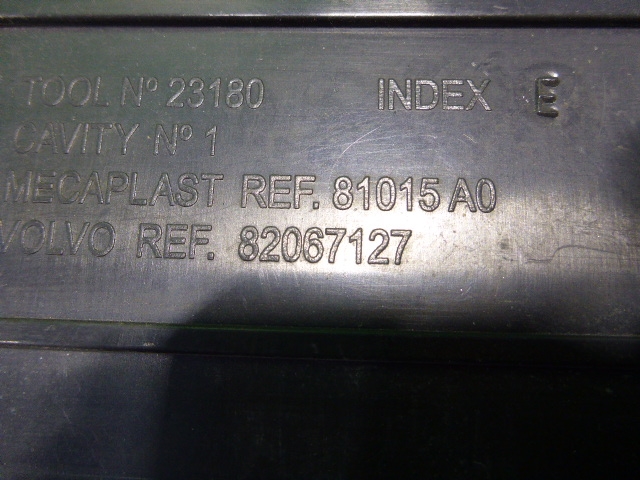 TOOL Nº 23180 INDEX E
CAVITY Nº 1
MECAPLAST REF. 81015 A0
VOLVO REF. 82067127